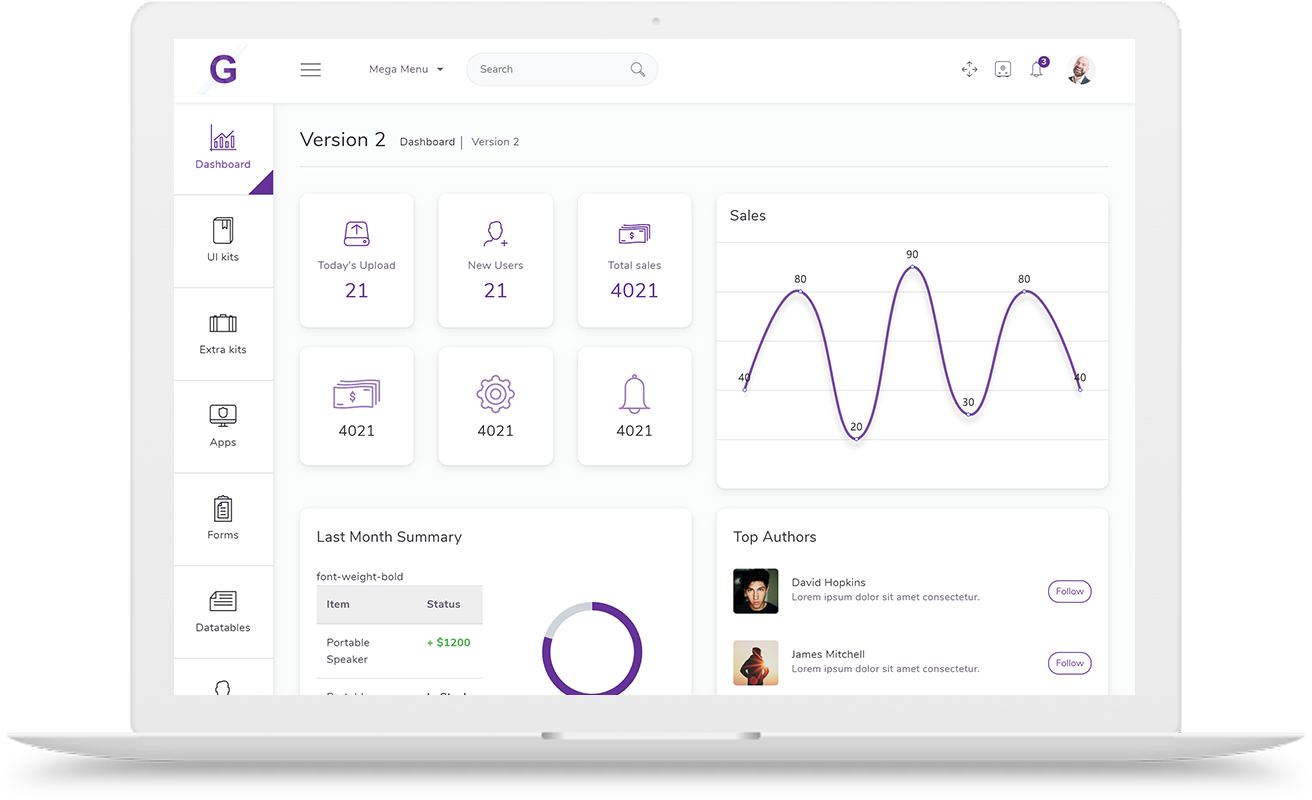 G
Mega Menu
Search
3
Version 2
Dashboard | Version 2
Dashboard
UI kits
Extra kits
Apps
Forms
Datatables
Today's Upload
21
New Users
21
Total sales
4021
4021
4021
4021
Sales
40
80
20
90
30
80
40
Last Month Summary
font-weight-bold
Item Status
Portable + $1200
Speaker
Top Authors
David Hopkins
Lorem ipsum dolor sit amet consectetur.
Follow
James Mitchell
Lorem ipsum dolor sit amet consectetur.
Follow